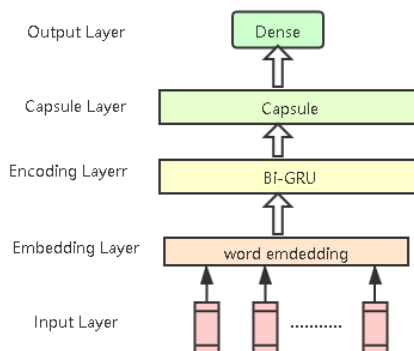 Output Layer Dense
Capsule Layer Capsule
Encoding Layerr Bi-GRU
Embedding Layer word emdedding
Input Layer ...........